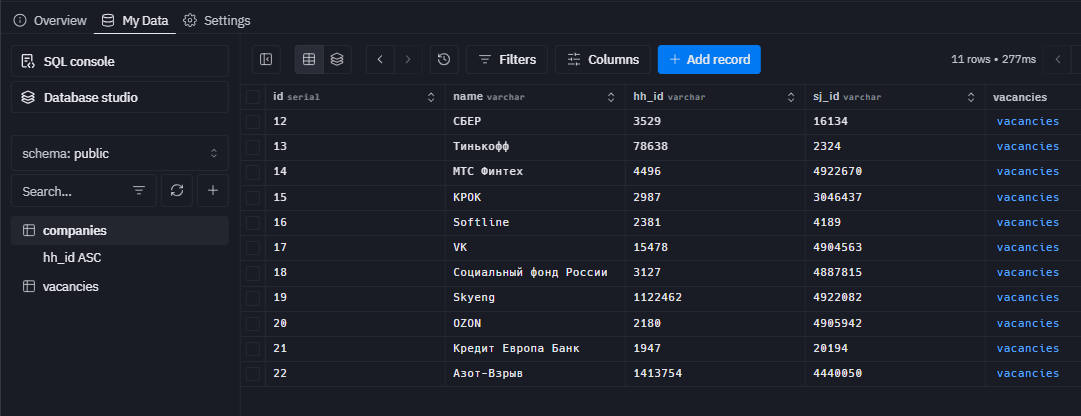 Overview My Data Settings
SQL console
Database studio
schema: public
Search...
companies
hh_id ASC
vacancies
Filters Columns + Add record 11 rows • 277ms
id serial name varchar hh_id varchar sj_id varchar vacancies
12 СБЕР 3529 16134 vacancies
13 Тинькофф 78638 2324 vacancies
14 МТС Финтех 4496 4922670 vacancies
15 КРОК 2987 3046437 vacancies
16 Softline 2381 4189 vacancies
17 VK 15478 4904563 vacancies
18 Социальный фонд России 3127 4887815 vacancies
19 Skyeng 1122462 4922082 vacancies
20 OZON 2180 4905942 vacancies
21 Кредит Европа Банк 1947 20194 vacancies
22 Азот-Взрыв 1413754 4440050 vacancies